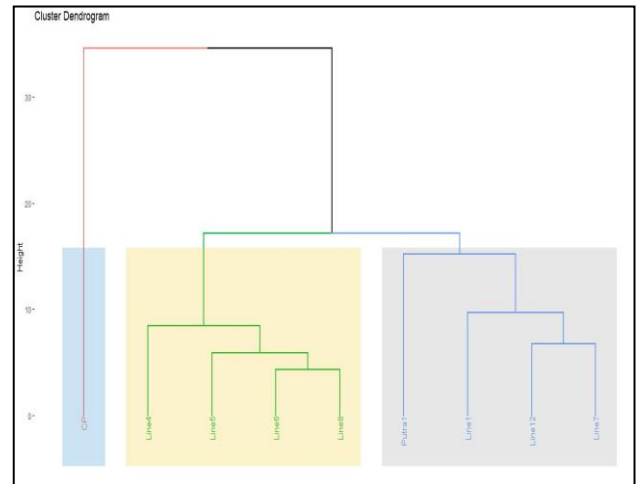 Cluster Dendrogram
30-
20-
10-
0-
Height
CP
Line4
Line5
Line6
Line8
Putra1
Line1
Line12
Line7